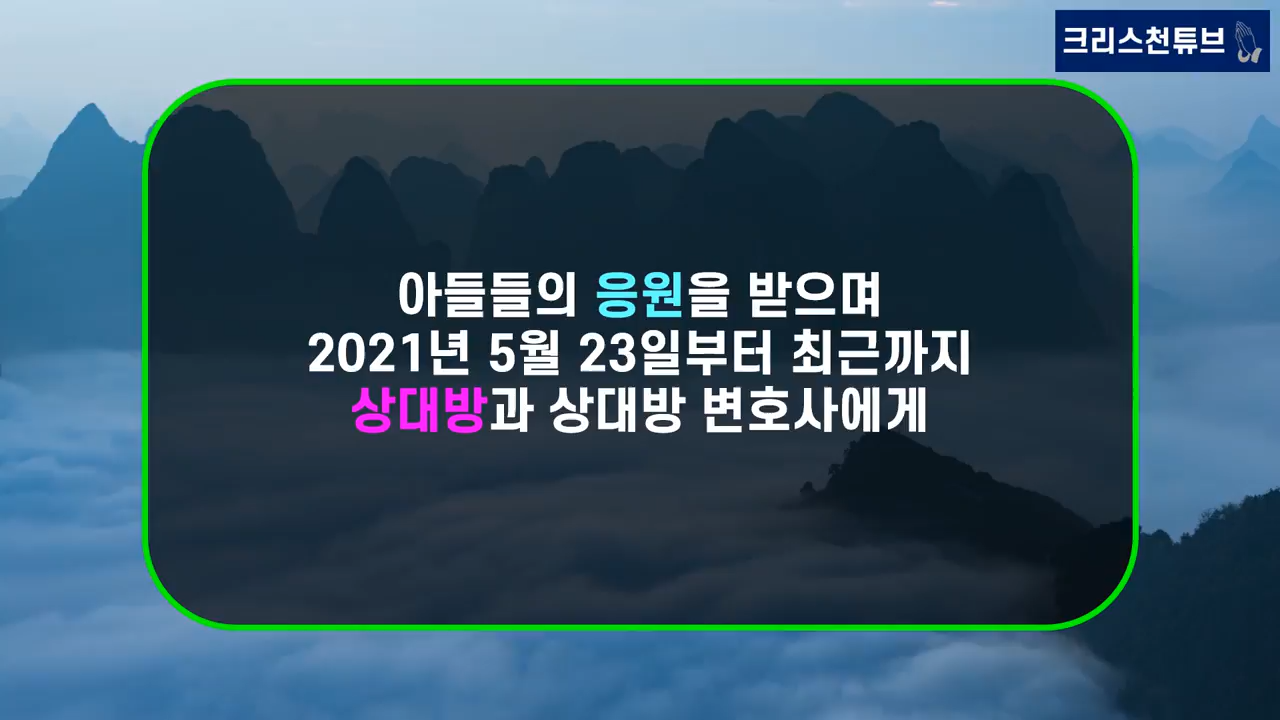 크리스천튜브
아들들의 응원을 받으며
2021년 5월 23일부터 최근까지
상대방과 상대방 변호사에게